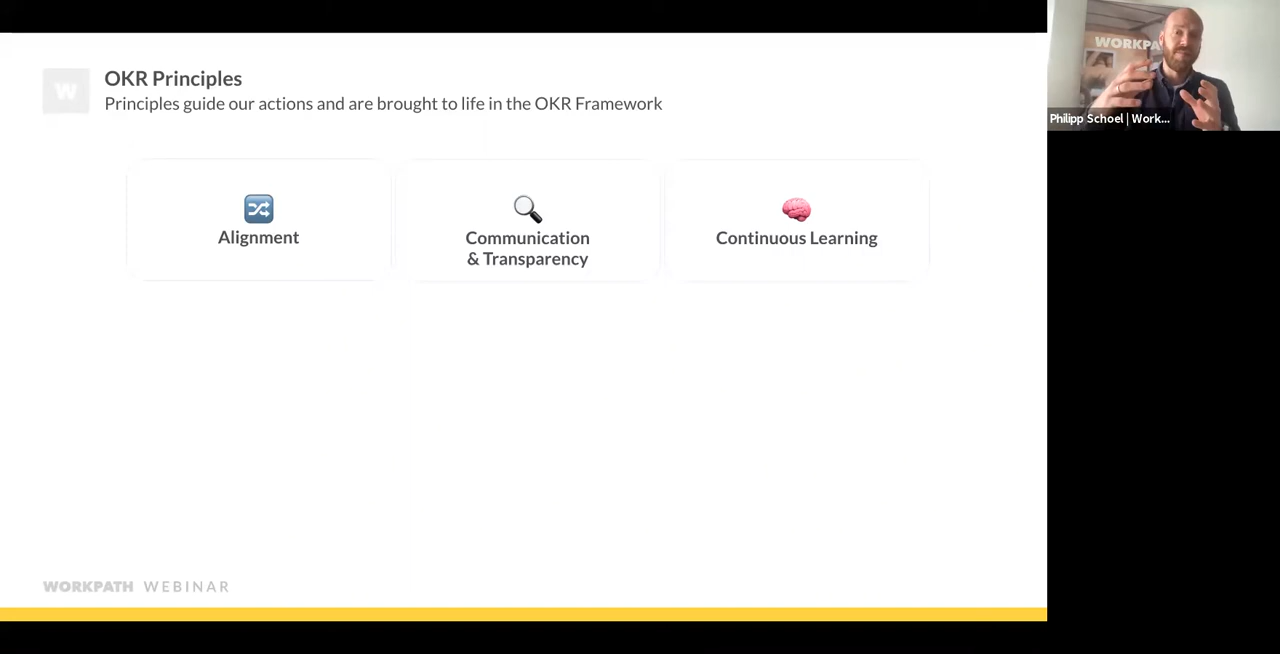 W
OKR Principles
Principles guide our actions and are brought to life in the OKR Framework
Alignment
Communication
& Transparency
Continuous Learning
WORKPATH WEBINAR
WORKPA
Philipp Schoel | Work...